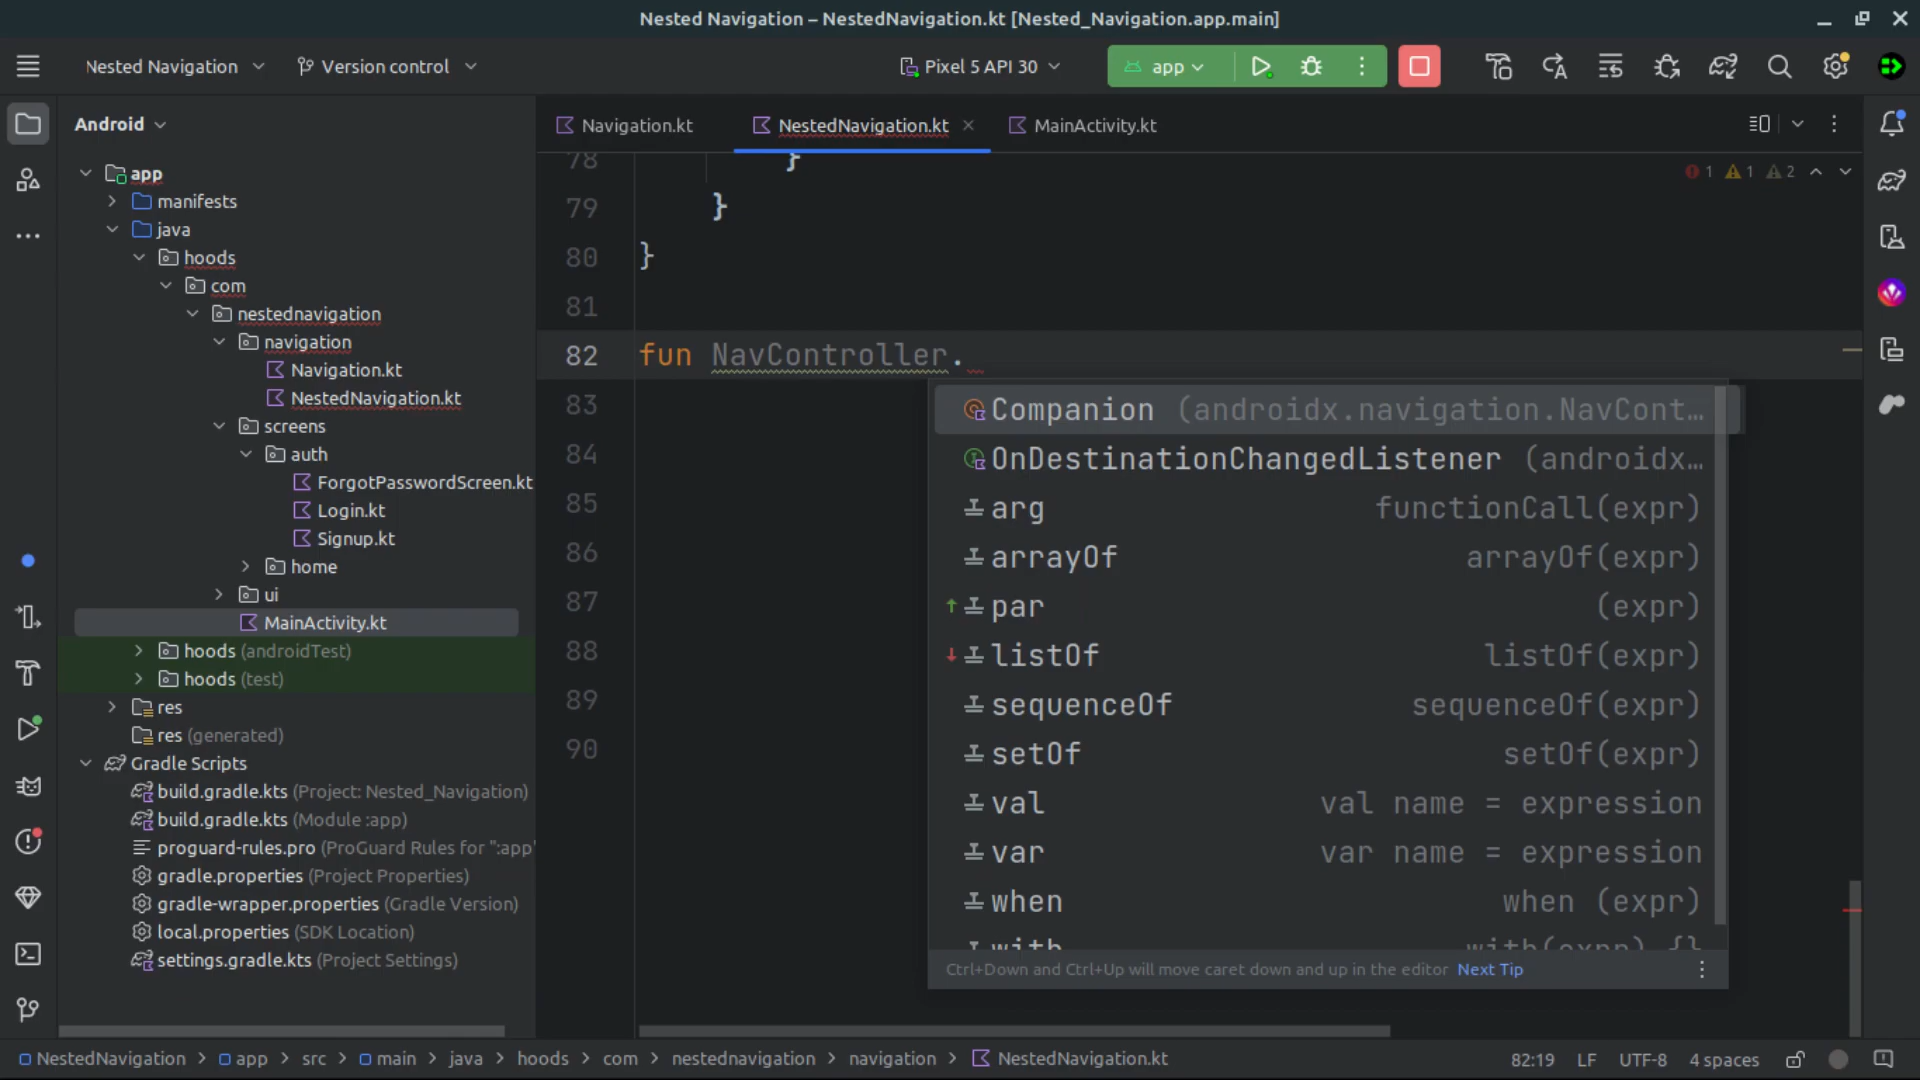 Nested Navigation – NestedNavigation.kt [Nested_Navigation.app.main]
Nested Navigation
Version control
Pixel 5 API 30
app
Android
Navigation.kt
NestedNavigation.kt
MainActivity.kt
app
manifests
java
hoods
com
nestednavigation
navigation
Navigation.kt
NestedNavigation.kt
screens
auth
ForgotPasswordScreen.kt
Login.kt
Signup.kt
home
ui
MainActivity.kt
hoods (androidTest)
hoods (test)
res
res (generated)
Gradle Scripts
build.gradle.kts (Project: Nested_Navigation)
build.gradle.kts (Module :app)
proguard-rules.pro (ProGuard Rules for ":app"
gradle.properties (Project Properties)
gradle-wrapper.properties (Gradle Version)
local.properties (SDK Location)
settings.gradle.kts (Project Settings)
1 1 2
78 }
79 }
80 }
81
82 fun NavController.
83
84
85
86
87
88
89
90
Companion (androidx.navigation.NavCont…
OnDestinationChangedListener (androidx…
arg functionCall(expr)
arrayOf arrayOf(expr)
par (expr)
listOf listOf(expr)
sequenceOf sequenceOf(expr)
setOf setOf(expr)
val val name = expression
var var name = expression
when when (expr)
with with(expr) {}
Ctrl+Down and Ctrl+Up will move caret down and up in the editor Next Tip
NestedNavigation > app > src > main > java > hoods > com > nestednavigation > navigation > NestedNavigation.kt
82:19 LF UTF-8 4 spaces